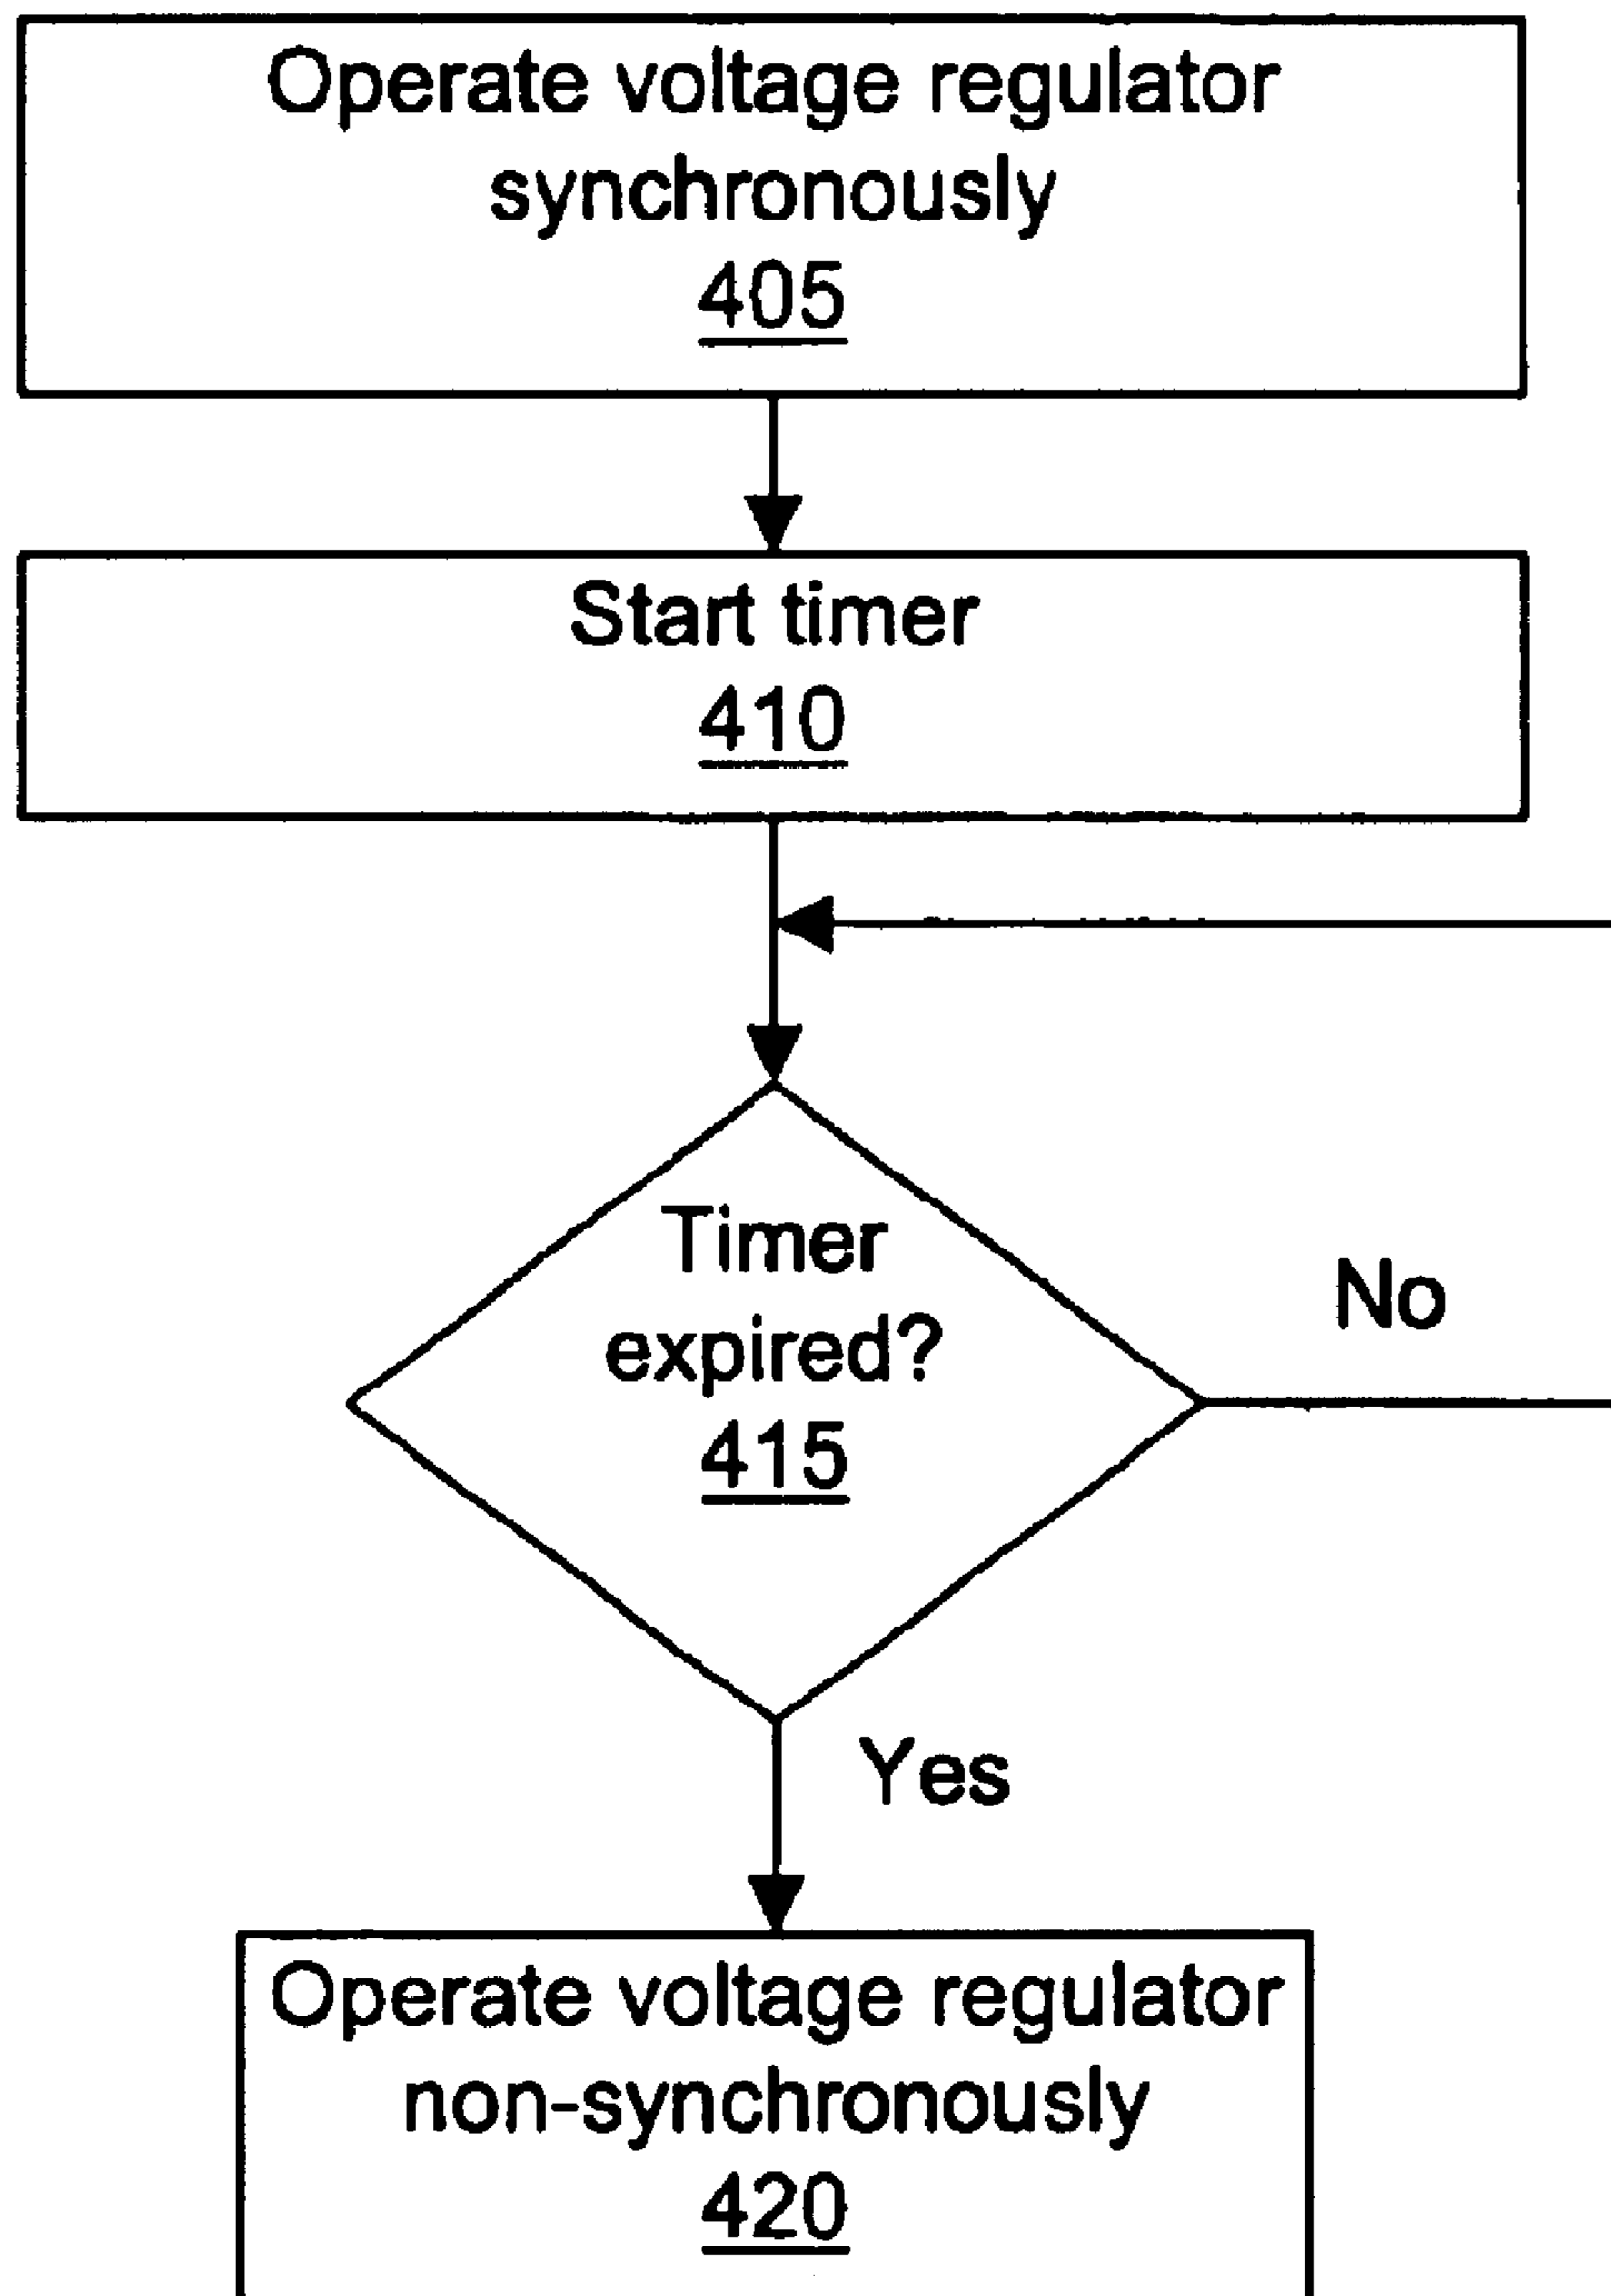 Operate voltage regulator
synchronously
405
Start timer
410
Timer
expired?
415
No
Yes
Operate voltage regulator
non-synchronously
420